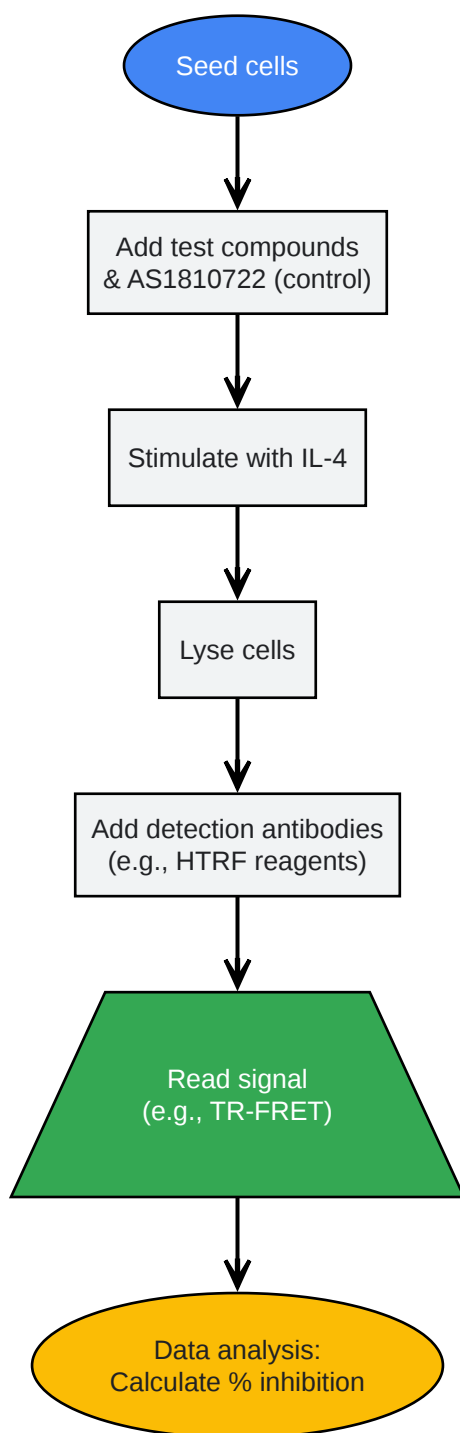 Seed cells
Add test compounds
& AS1810722 (control)
Stimulate with IL-4
Lyse cells
Add detection antibodies
(e.g., HTRF reagents)
Read signal
(e.g., TR-FRET)
Data analysis:
Calculate % inhibition